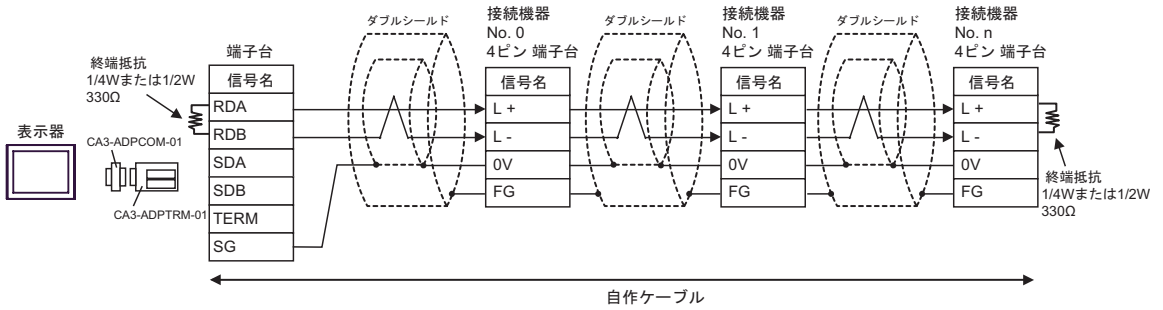 表示器
終端抵抗
1/4Wまたは1/2W
330Ω
CA3-ADPCOM-01
CA3-ADPTRM-01
端子台
信号名
RDA
RDB
SDA
SDB
TERM
SG
ダブルシールド
接続機器
No. 0
4ピン 端子台
信号名
L +
L -
0V
FG
ダブルシールド
接続機器
No. 1
4ピン 端子台
信号名
L +
L -
0V
FG
ダブルシールド
接続機器
No. n
4ピン 端子台
信号名
L +
L -
0V
FG
終端抵抗
1/4Wまたは1/2W
330Ω
自作ケーブル